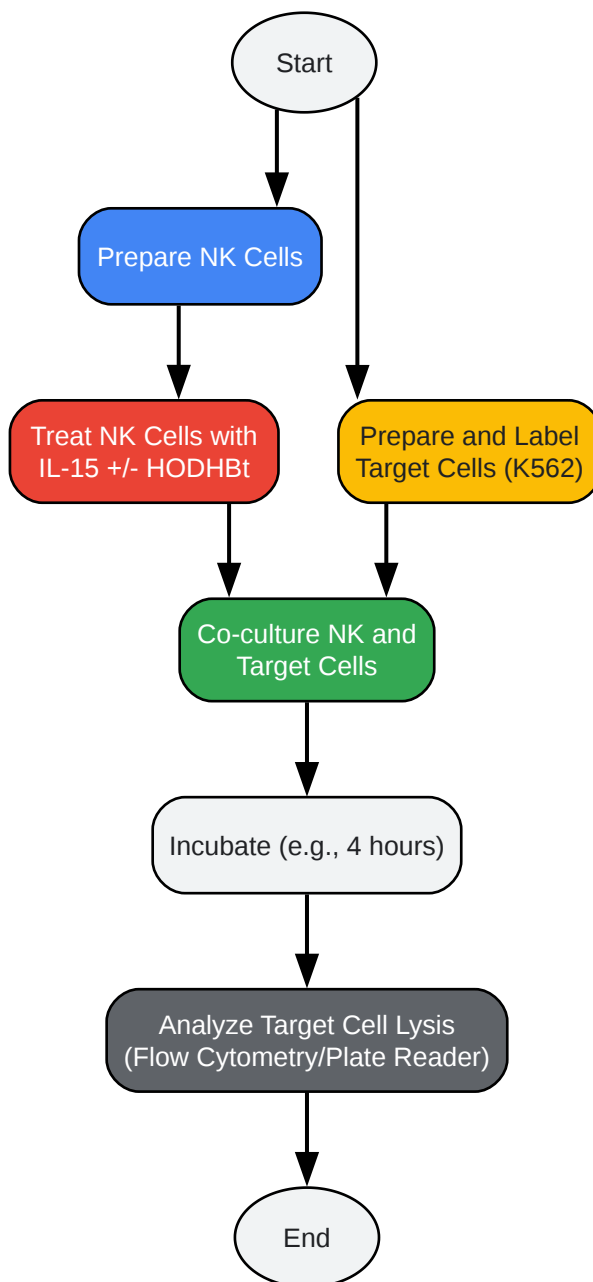 Start
Prepare NK Cells
Treat NK Cells with
IL-15 +/- HODHBt
Prepare and Label
Target Cells (K562)
Co-culture NK and
Target Cells
Incubate (e.g., 4 hours)
Analyze Target Cell Lysis
(Flow Cytometry/Plate Reader)
End